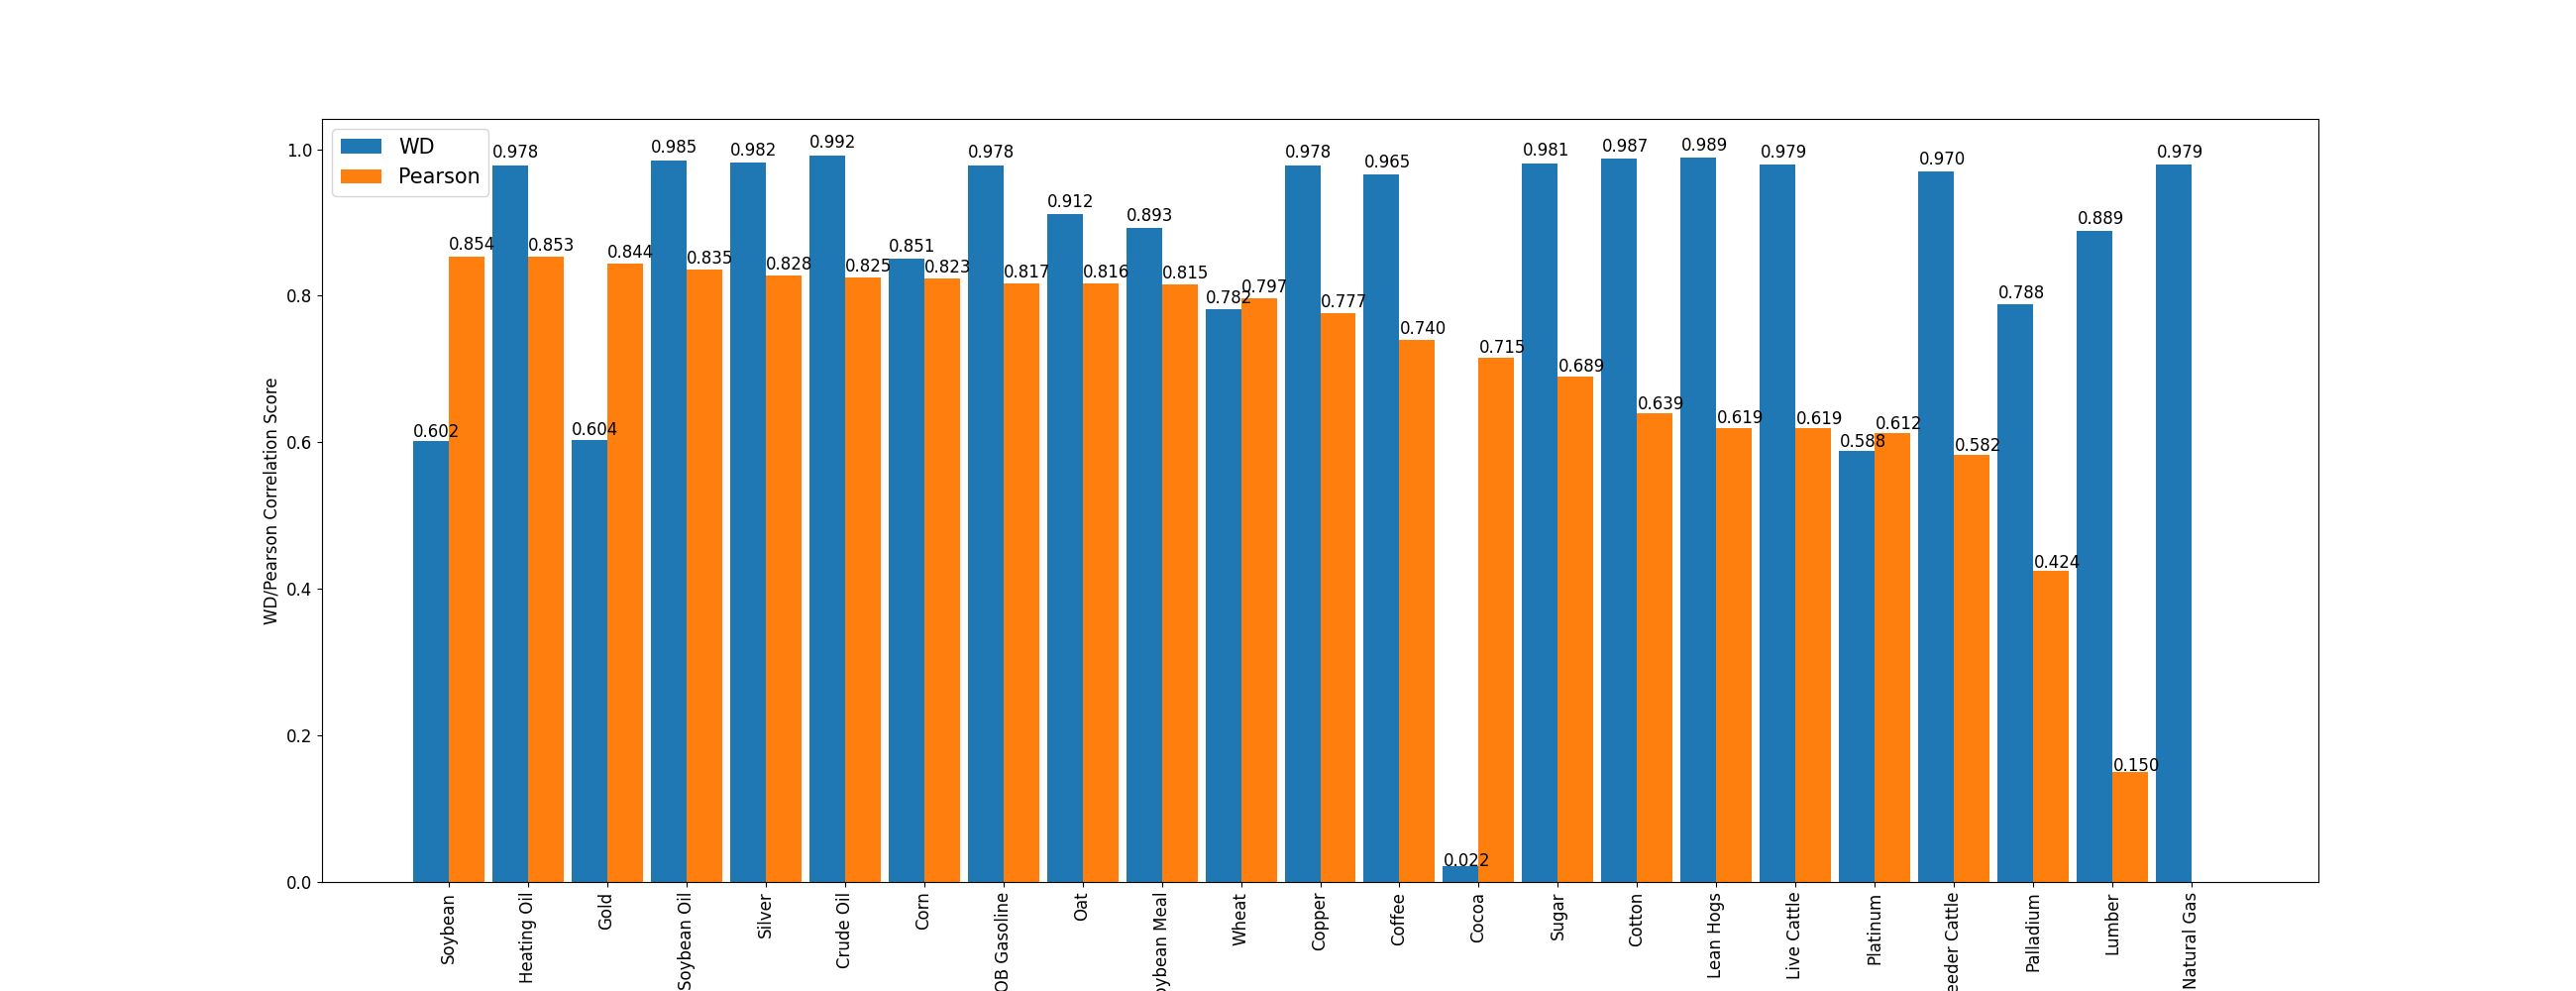 WD
Pearson
WD/Pearson Correlation Score
1.0
0.8
0.6
0.4
0.2
0.0
0.602
0.854
0.978
0.853
0.604
0.844
0.985
0.835
0.982
0.828
0.992
0.825
0.851
0.823
0.978
0.817
0.912
0.816
0.893
0.815
0.782
0.797
0.978
0.777
0.965
0.740
0.022
0.715
0.981
0.689
0.987
0.639
0.989
0.619
0.979
0.619
0.588
0.612
0.970
0.582
0.788
0.424
0.889
0.150
0.979
Soybean
Heating Oil
Gold
Soybean Oil
Silver
Crude Oil
Corn
OB Gasoline
Oat
oybean Meal
Wheat
Copper
Coffee
Cocoa
Sugar
Cotton
Lean Hogs
Live Cattle
Platinum
eeder Cattle
Palladium
Lumber
Natural Gas